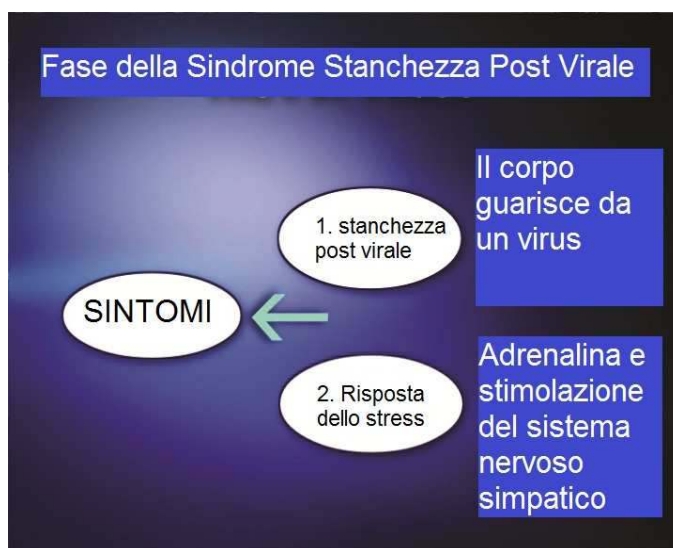 Fase della Sindrome Stanchezza Post Virale
Il corpo
guarisce da
un virus
1. stanchezza
post virale
SINTOMI
Adrenalina e
stimolazione
del sistema
nervoso
simpatico
2. Risposta
dello stress